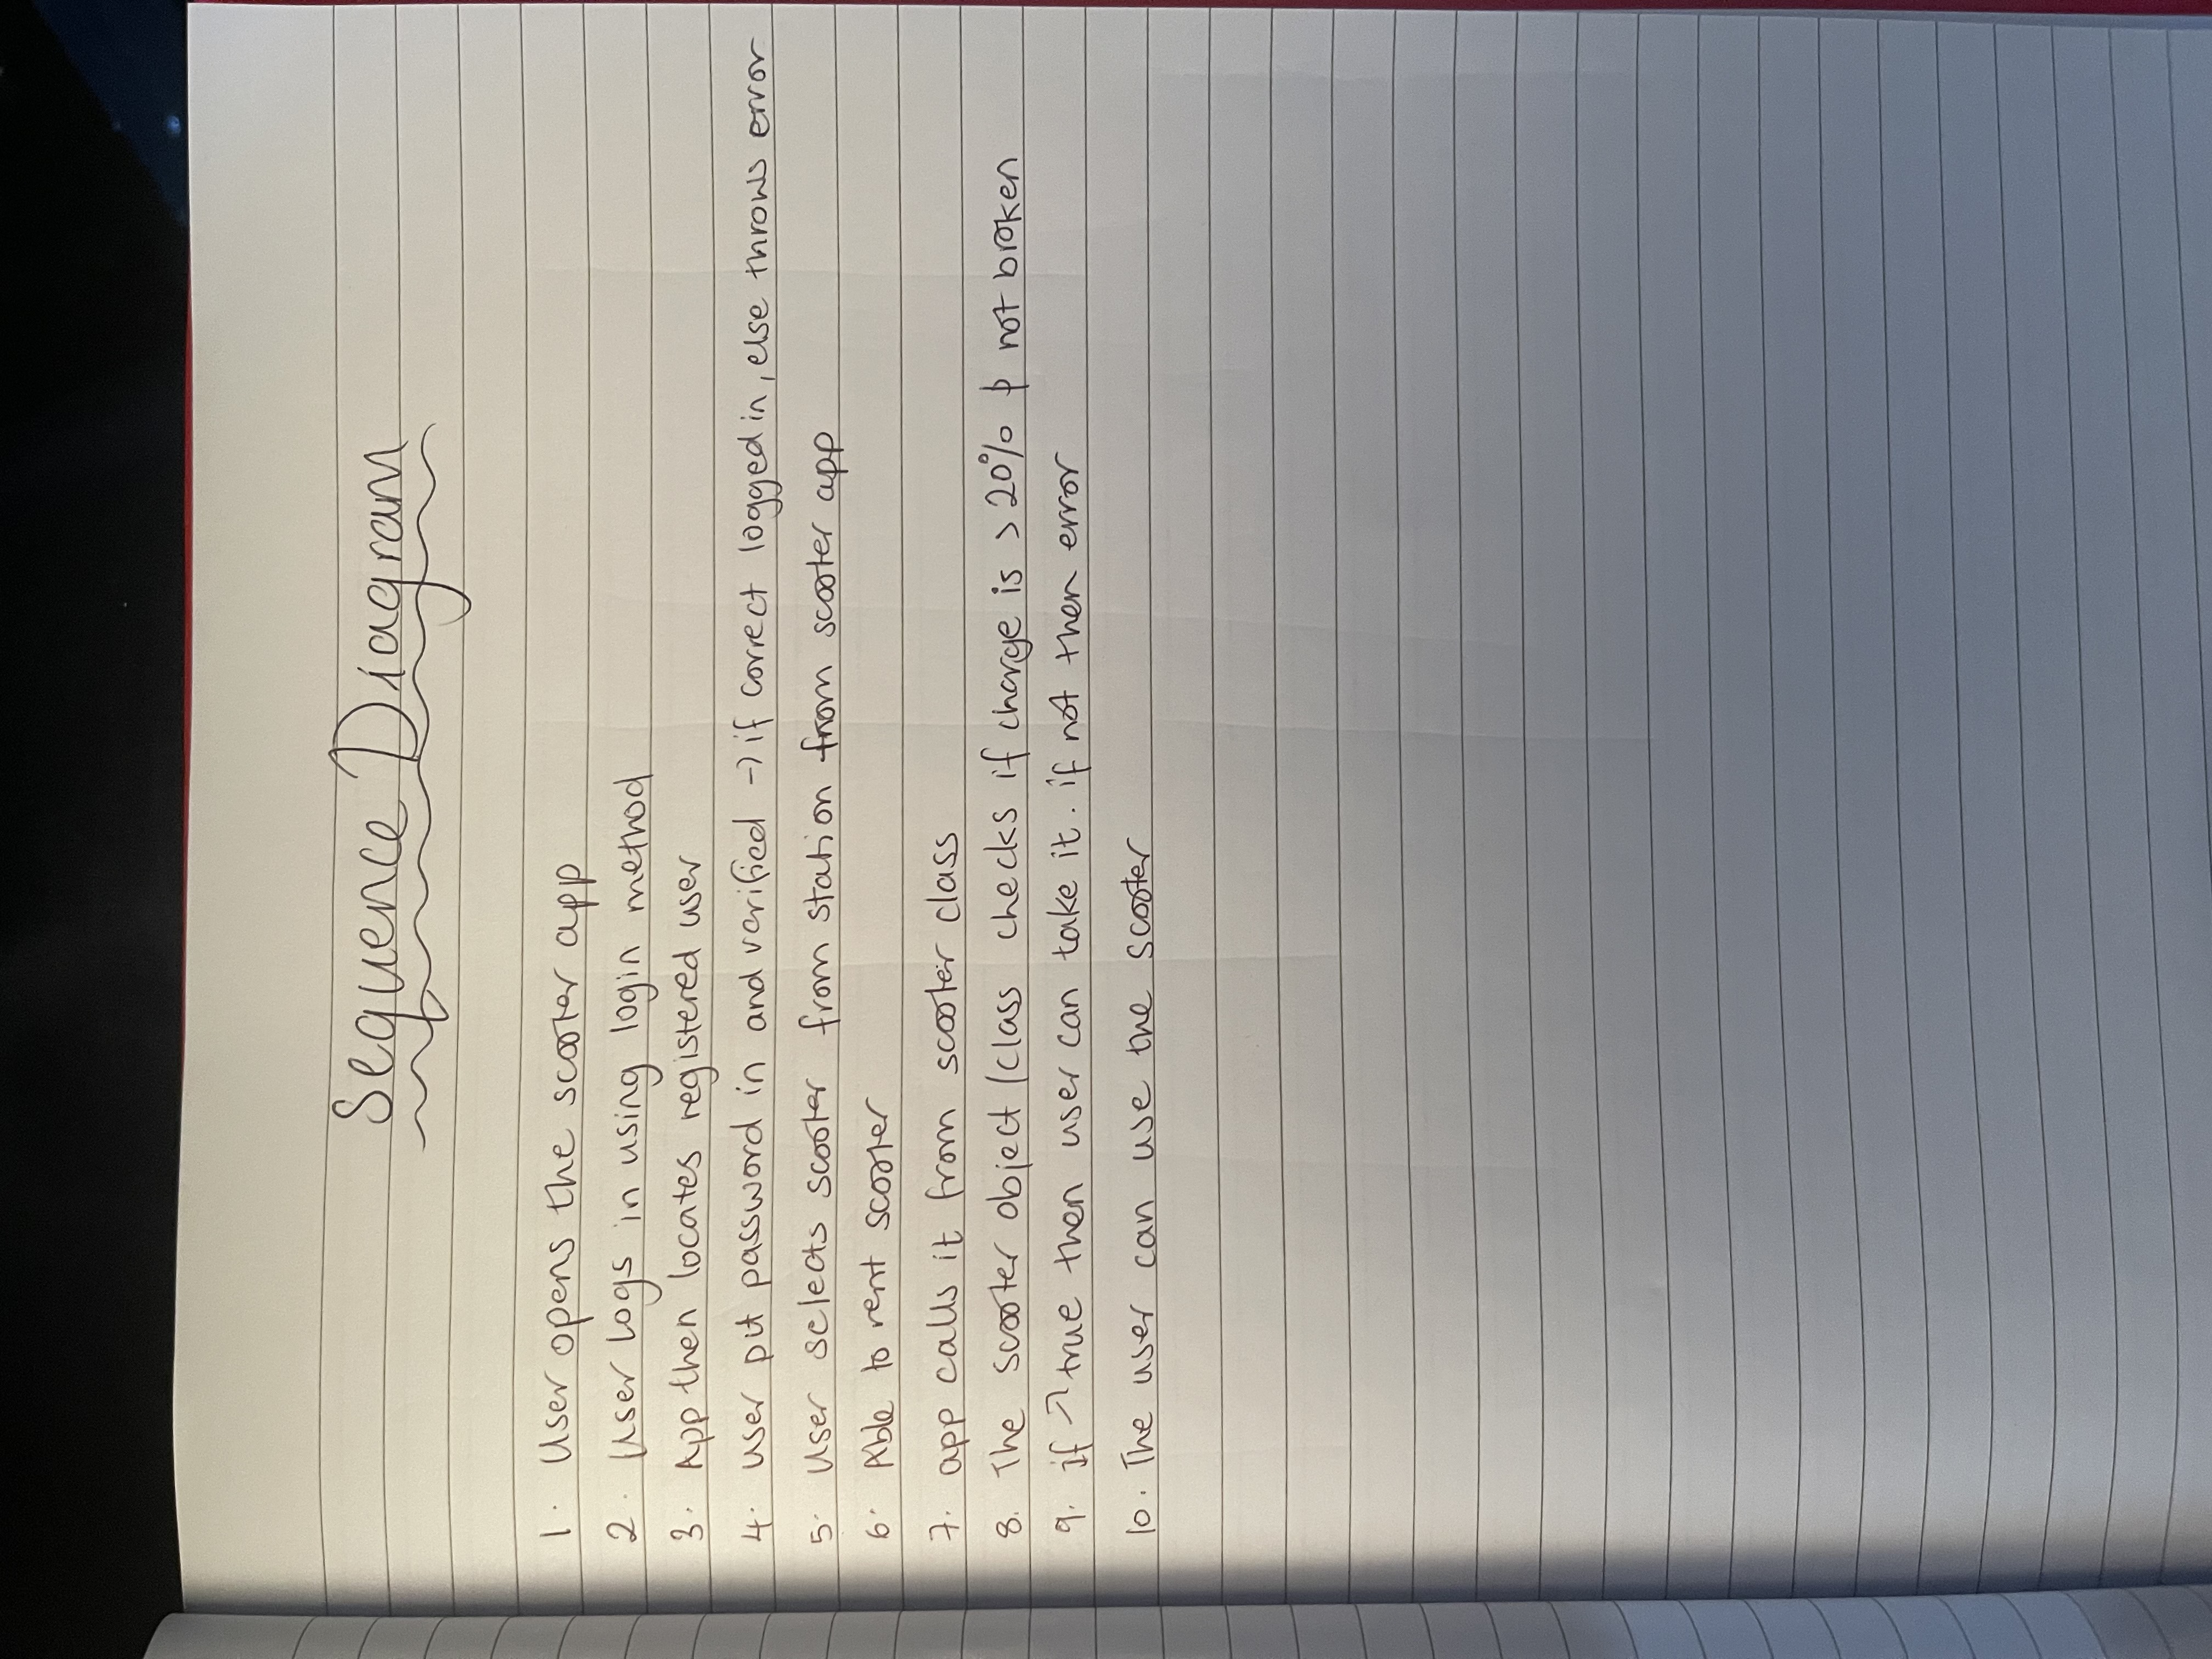 Sequence Diagram
1. User opens the scooter app
2. User logs in using login method
3. App then locates registered user
4. user put password in and verified → if correct logged in, else throws error
5. User selects scooter from station from scooter app
6. Able to rent scooter
7. app calls it from scooter class
8. The scooter object / class checks if charge is > 20% & not broken
9. if ↗ true then user can take it. if not then error
10. The user can use the scooter